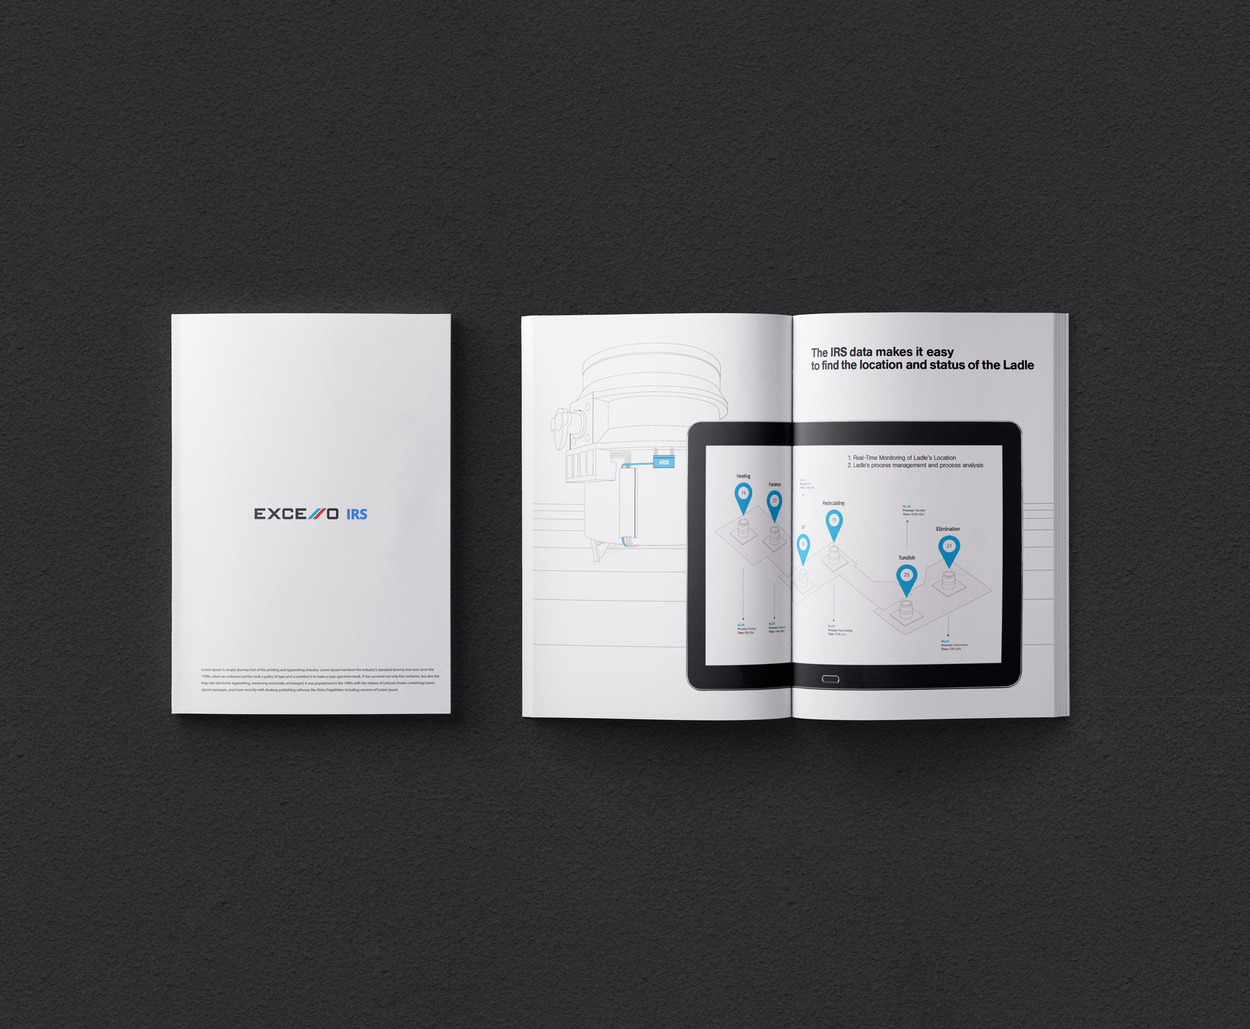 EXCELLO IRS
Lorem Ipsum is simply dummy text of the printing and typesetting industry. Lorem Ipsum has been the industry's standard dummy text ever since the
1500s, when an unknown printer took a galley of type and scrambled it to make a type specimen book. It has survived not only five centuries, but also the
leap into electronic typesetting, remaining essentially unchanged. It was popularised in the 1960s with the release of Letraset sheets containing Lorem
Ipsum passages, and more recently with desktop publishing software like Aldus PageMaker including versions of Lorem Ipsum
IRS
The IRS data makes it easy
to find the location and status of the Ladle
1. Real-Time Monitoring of Ladle's Location
2. Ladle's process management and process analysis
Heating
Furance
Recirculating
LF
Tundish
Elimination
16
19
25
21